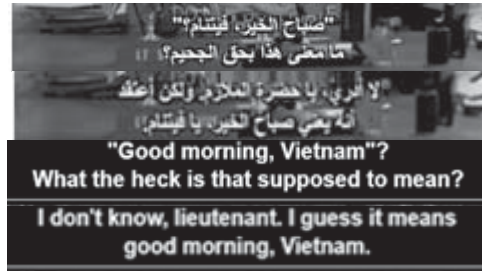 "صباح الخير، فيتنام؟"
ما معنى هذا بحق الجحيم؟
لا أدري، يا حضرة الملازم. ولكن أعتقد
أنه يعني صباح الخير، يا فيتنام.
"Good morning, Vietnam"?
What the heck is that supposed to mean?
I don't know, lieutenant. I guess it means
good morning, Vietnam.